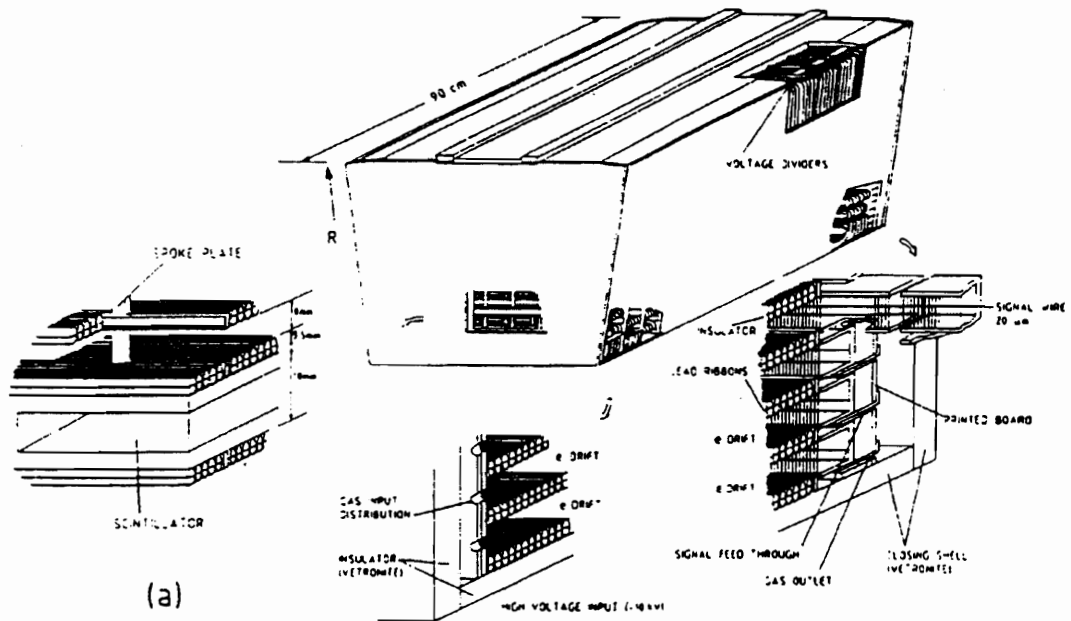 90 cm
VOLTAGE DIVIDERS
R
SPOKE PLATE
SIGNAL WIRE
20 µm
INSULATOR
LEAD RIBBONS
PRINTED BOARD
e⁻ DRIFT
e⁻ DRIFT
e⁻ DRIFT
e⁻ DRIFT
GAS INPUT
DISTRIBUTION
SCINTILLATOR
INSULATOR
(VETRONITE)
SIGNAL FEED THROUGH
GAS OUTLET
CLOSING SHELL
(VETRONITE)
(a)
HIGH VOLTAGE INPUT